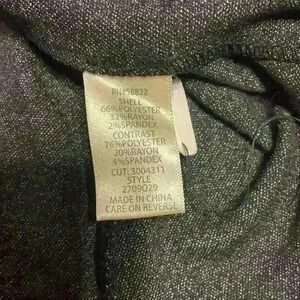 RN#58822
SHELL
66%POLYESTER
32%RAYON
2%SPANDEX
CONTRAST
76%POLYESTER
20%RAYON
4%SPANDEX
CUT: 3004311
STYLE
2709O29
MADE IN CHINA
CARE ON REVERSE